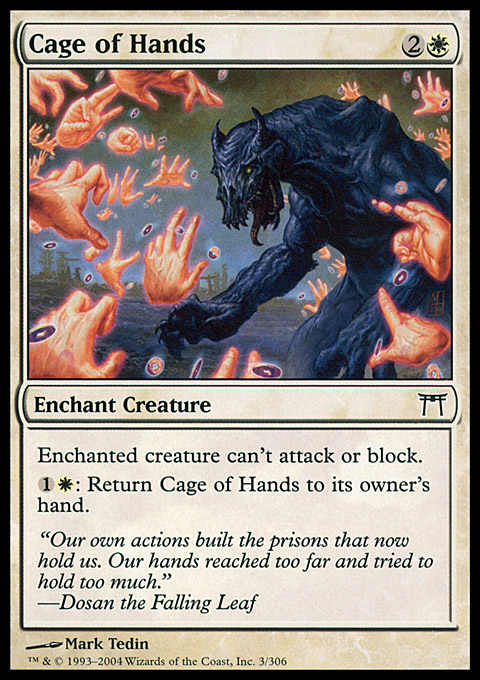 Cage of Hands 2
Enchant Creature
Enchanted creature can't attack or block.
1 : Return Cage of Hands to its owner's
hand.
“Our own actions built the prisons that now
hold us. Our hands reached too far and tried to
hold too much.”
—Dosan the Falling Leaf
Mark Tedin
™ & © 1993–2004 Wizards of the Coast, Inc. 3/306